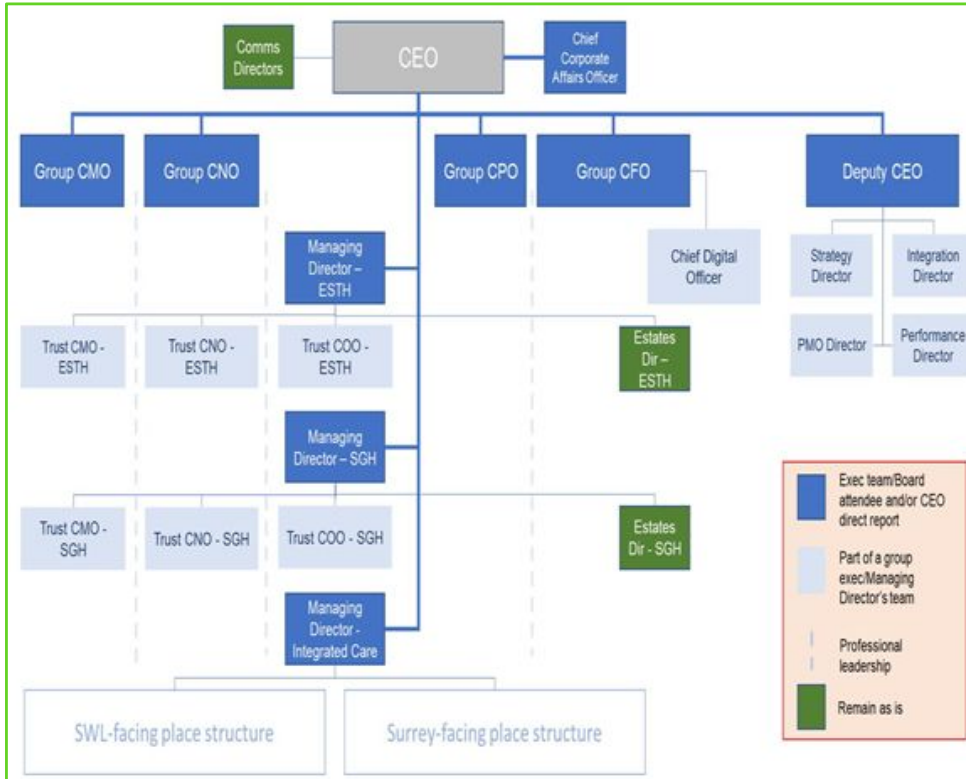 Comms
Directors
CEO
Chief
Corporate
Affairs Officer
Group CMO
Group CNO
Group CPO
Group CFO
Deputy CEO
Managing
Director –
ESTH
Chief Digital
Officer
Strategy
Director
Integration
Director
Trust CMO -
ESTH
Trust CNO -
ESTH
Trust COO -
ESTH
Estates
Dir –
ESTH
PMO Director
Performance
Director
Managing
Director – SGH
Trust CMO -
SGH
Trust CNO - SGH
Trust COO - SGH
Estates
Dir - SGH
Managing
Director -
Integrated Care
SWL-facing place structure
Surrey-facing place structure
Exec team/Board
attendee and/or CEO
direct report
Part of a group
exec/Managing
Director's team
Professional
leadership
Remain as is